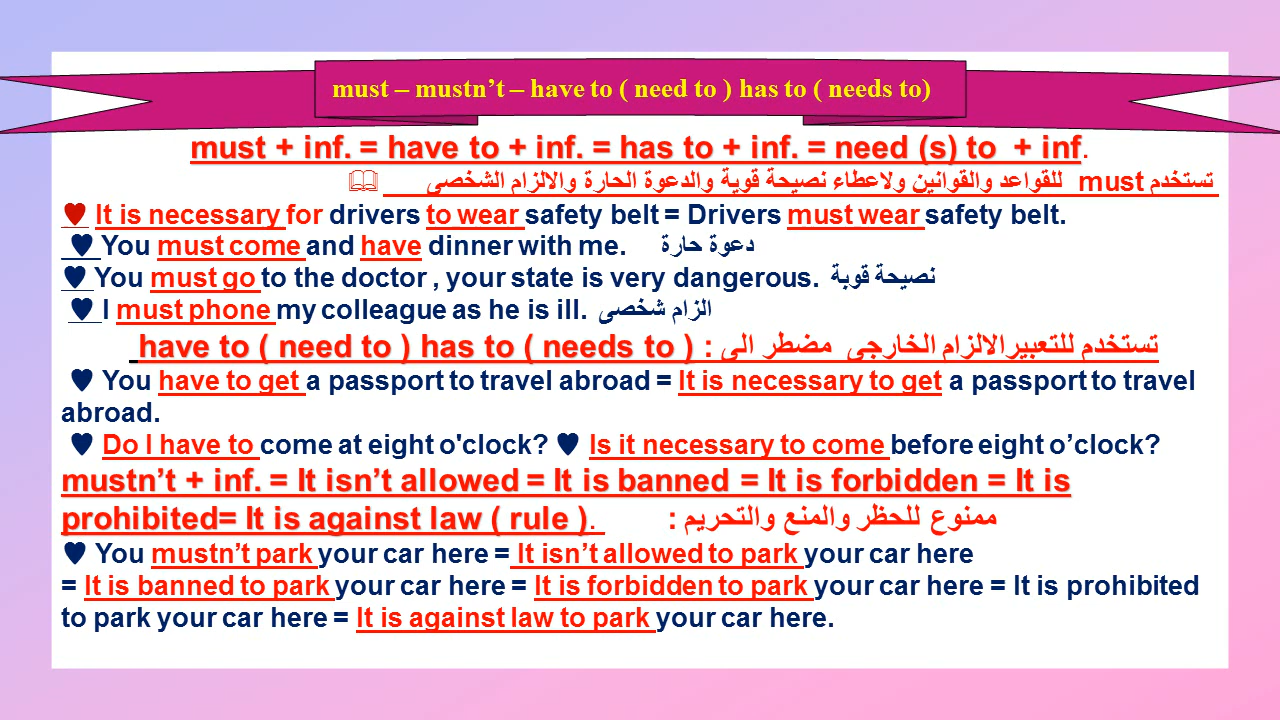 must – mustn’t – have to ( need to ) has to ( needs to)
must + inf. = have to + inf. = has to + inf. = need (s) to + inf.
تستخدم must للقواعد والقوانين ولاعطاء نصيحة قوية والدعوة الحارة والالزام الشخصى
♥ It is necessary for drivers to wear safety belt = Drivers must wear safety belt.
♥ You must come and have dinner with me. دعوة حارة
♥ You must go to the doctor , your state is very dangerous. نصيحة قوية
♥ I must phone my colleague as he is ill. الزام شخصى
have to ( need to ) has to ( needs to ) : تستخدم للتعبيرالالزام الخارجى مضطر الى
♥ You have to get a passport to travel abroad = It is necessary to get a passport to travel
abroad.
♥ Do I have to come at eight o'clock? ♥ Is it necessary to come before eight o’clock?
mustn’t + inf. = It isn’t allowed = It is banned = It is forbidden = It is
prohibited= It is against law ( rule ). ممنوع للحظر والمنع والتحريم :
♥ You mustn’t park your car here = It isn’t allowed to park your car here
= It is banned to park your car here = It is forbidden to park your car here = It is prohibited
to park your car here = It is against law to park your car here.